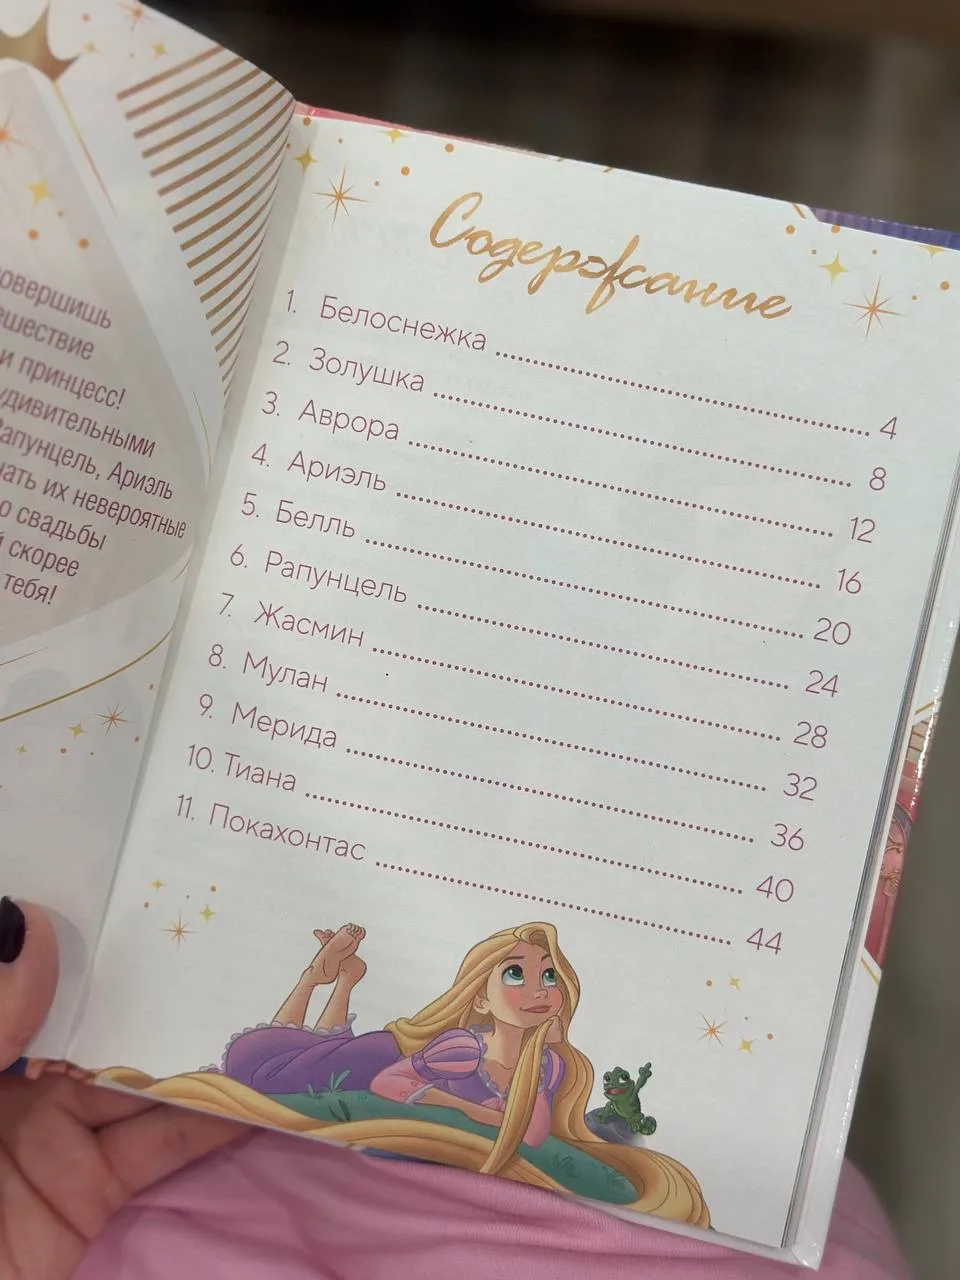 овершишь
ешествие
и принцесс!
удивительными
Рапунцель, Ариэль
нать их невероятные
о свадьбы
й скорее
тебя!
Содержание
1. Белоснежка 4
2. Золушка 8
3. Аврора 12
4. Ариэль 16
5. Белль 20
6. Рапунцель 24
7. Жасмин 28
8. Мулан 32
9. Мерида 36
10. Тиана 40
11. Покахонтас 44